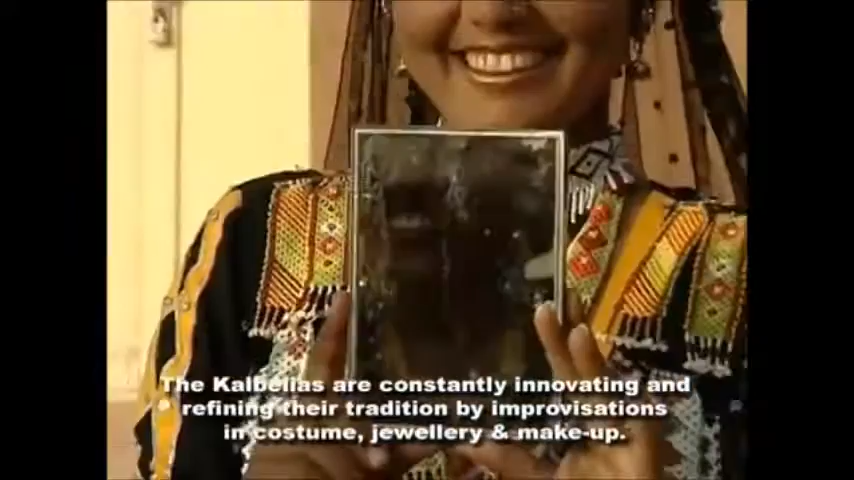 The Kalbelias are constantly innovating and
refining their tradition by improvisations
in costume, jewellery & make-up.